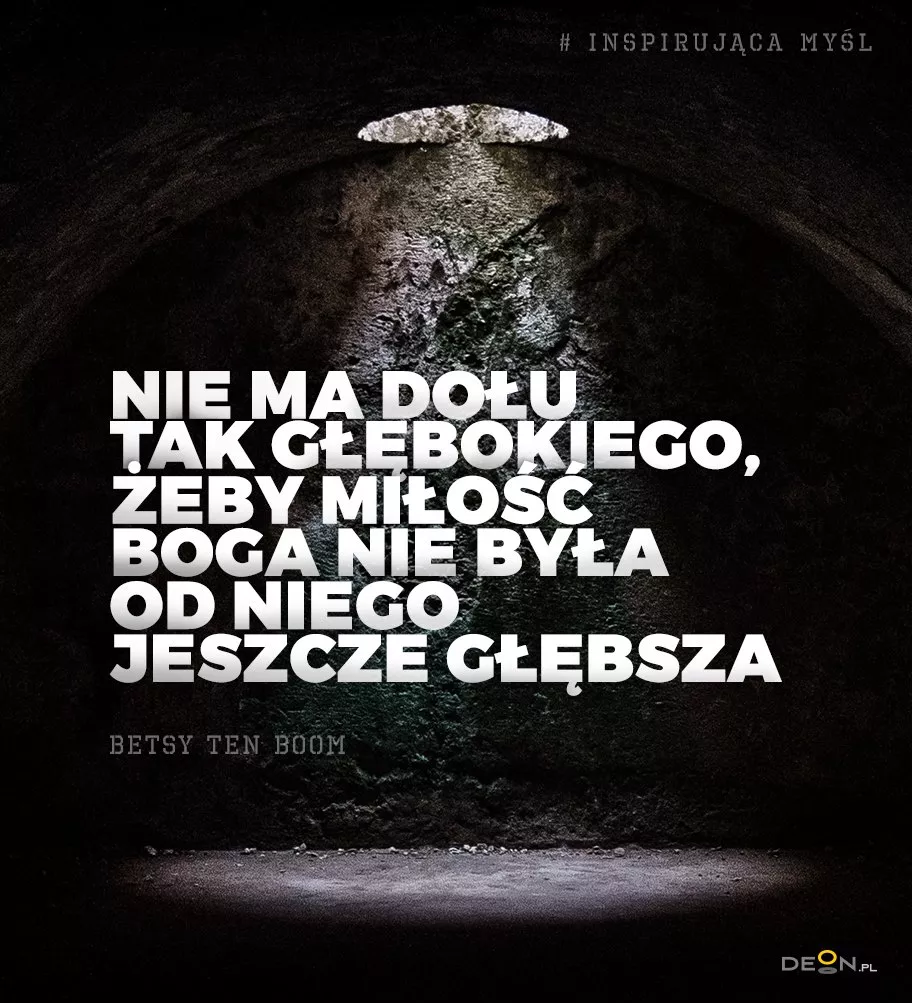 # INSPIRUJĄCA MYŚL
NIE MA DOŁU
TAK GŁĘBOKIEGO,
ŻEBY MIŁOŚĆ
BOGA NIE BYŁA
OD NIEGO
JESZCZE GŁĘBSZA
BETSY TEN BOOM
DEON.PL